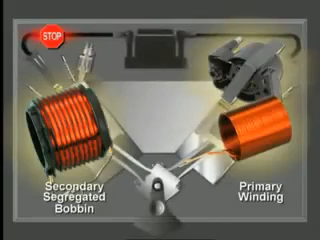 STOP
Secondary
Segregated
Bobbin
Primary
Winding